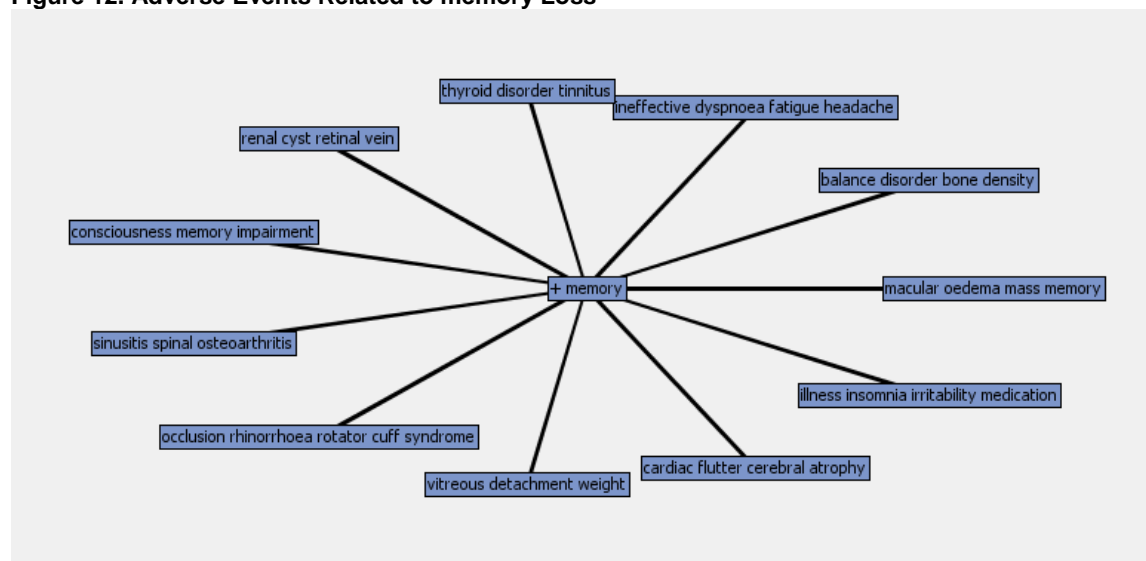 Figure 12. Adverse Events Related to memory Loss
thyroid disorder tinnitus
ineffective dyspnoea fatigue headache
renal cyst retinal vein
balance disorder bone density
consciousness memory impairment
+ memory
macular oedema mass memory
sinusitis spinal osteoarthritis
illness insomnia irritability medication
occlusion rhinorrhoea rotator cuff syndrome
cardiac flutter cerebral atrophy
vitreous detachment weight